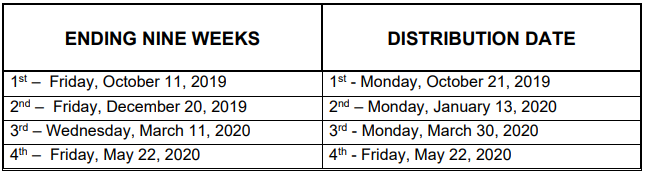 ENDING NINE WEEKS DISTRIBUTION DATE
1st – Friday, October 11, 2019 1st - Monday, October 21, 2019
2nd – Friday, December 20, 2019 2nd – Monday, January 13, 2020
3rd – Wednesday, March 11, 2020 3rd - Monday, March 30, 2020
4th – Friday, May 22, 2020 4th - Friday, May 22, 2020